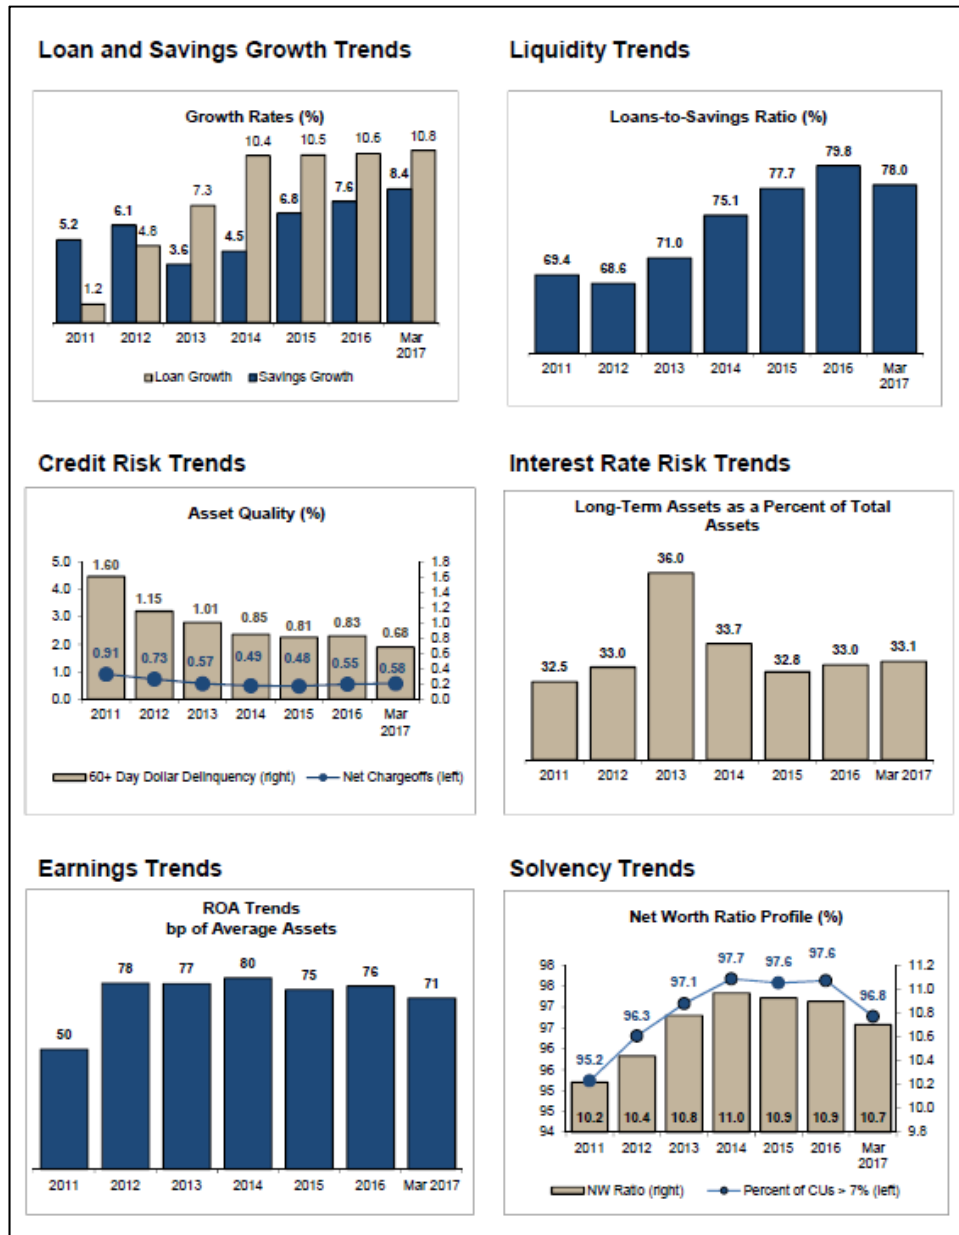 Loan and Savings Growth Trends
Growth Rates (%)
5.2 1.2 6.1 4.8 3.6 7.3 4.5 10.4 6.8 10.5 7.6 10.6 8.4 10.8
2011 2012 2013 2014 2015 2016 Mar
2017
Loan Growth Savings Growth
Liquidity Trends
Loans-to-Savings Ratio (%)
69.4 68.6 71.0 75.1 77.7 79.8 78.0
2011 2012 2013 2014 2015 2016 Mar
2017
Credit Risk Trends
Asset Quality (%)
5.0
4.0
3.0
2.0
1.0
0.0
1.60 1.15 1.01 0.85 0.81 0.83 0.68
0.91 0.73 0.57 0.49 0.48 0.55 0.58
1.8
1.6
1.4
1.2
1.0
0.8
0.6
0.4
0.2
0.0
2011 2012 2013 2014 2015 2016 Mar
2017
60+ Day Dollar Delinquency (right) Net Chargeoffs (left)
Interest Rate Risk Trends
Long-Term Assets as a Percent of Total
Assets
32.5 33.0 36.0 33.7 32.8 33.0 33.1
2011 2012 2013 2014 2015 2016 Mar 2017
Earnings Trends
ROA Trends
bp of Average Assets
50 78 77 80 75 76 71
2011 2012 2013 2014 2015 2016 Mar 2017
Solvency Trends
Net Worth Ratio Profile (%)
98
97
97
96
96
95
95
94
95.2 96.3 97.1 97.7 97.6 97.6 96.8
10.2 10.4 10.8 11.0 10.9 10.9 10.7
11.2
11.0
10.8
10.6
10.4
10.2
10.0
9.8
2011 2012 2013 2014 2015 2016 Mar
2017
NW Ratio (right) Percent of CUs > 7% (left)